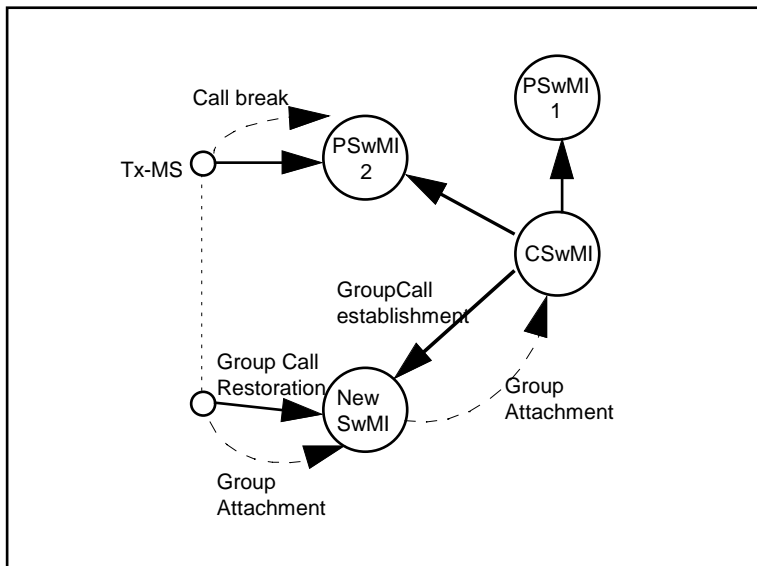 Call break
PSwMI
1
PSwMI
2
Tx-MS
CSwMI
GroupCall
establishment
Group Call
Restoration
New
SwMI
Group
Attachment
Group
Attachment